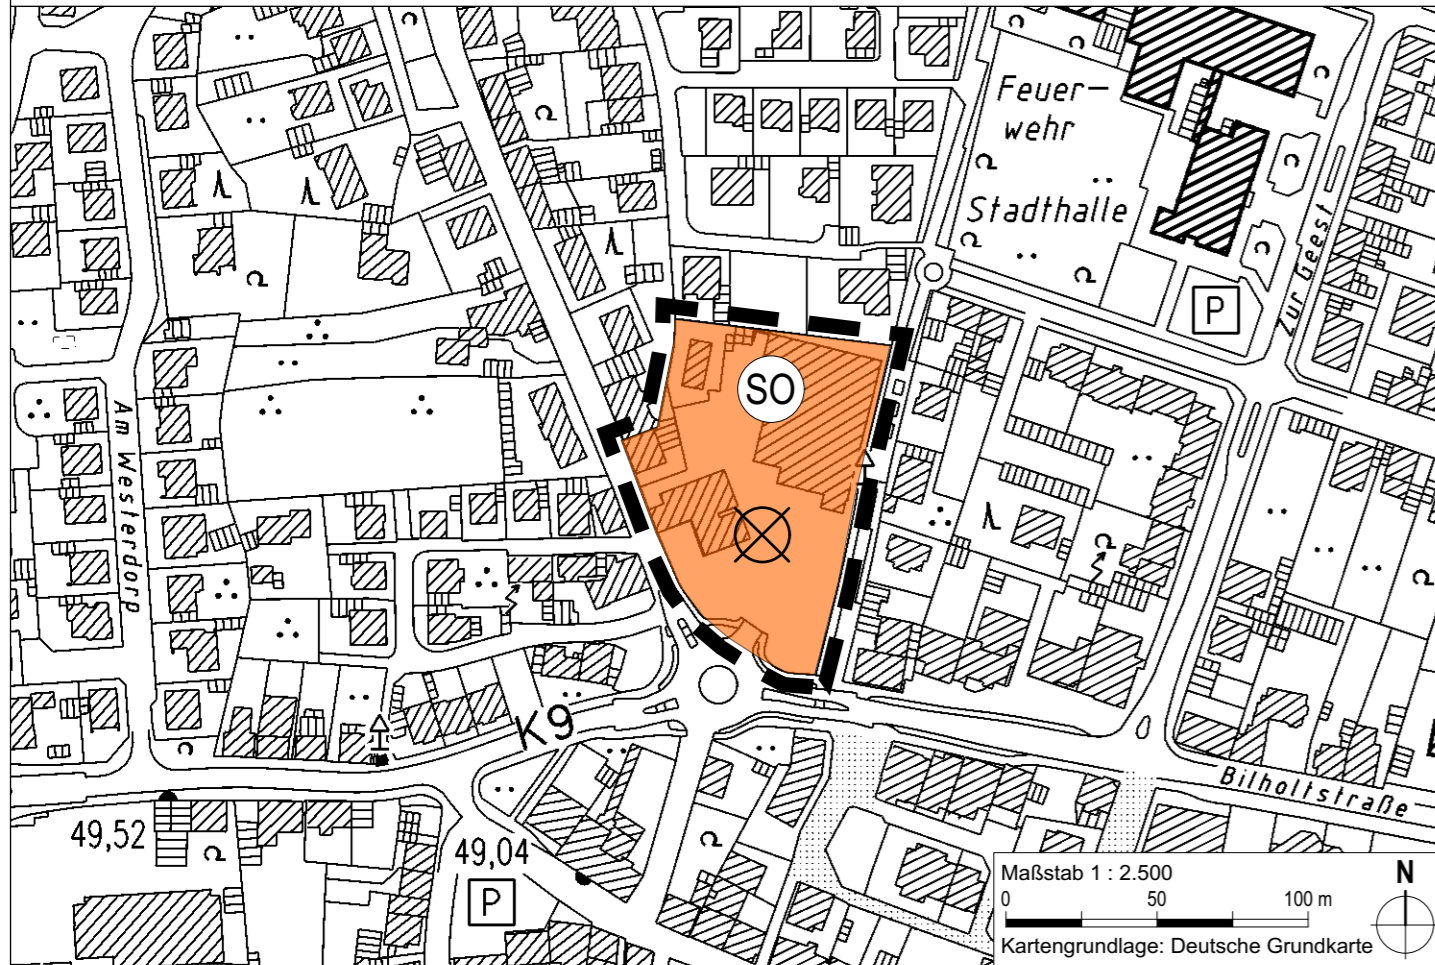 Feuer-
wehr
Stadthalle
P
Zur Geest
SO
Am Westerdorp
K9
Bilholtstraße
49,52
49,04
P
Maßstab 1 : 2.500
0 50 100 m
Kartengrundlage: Deutsche Grundkarte
N